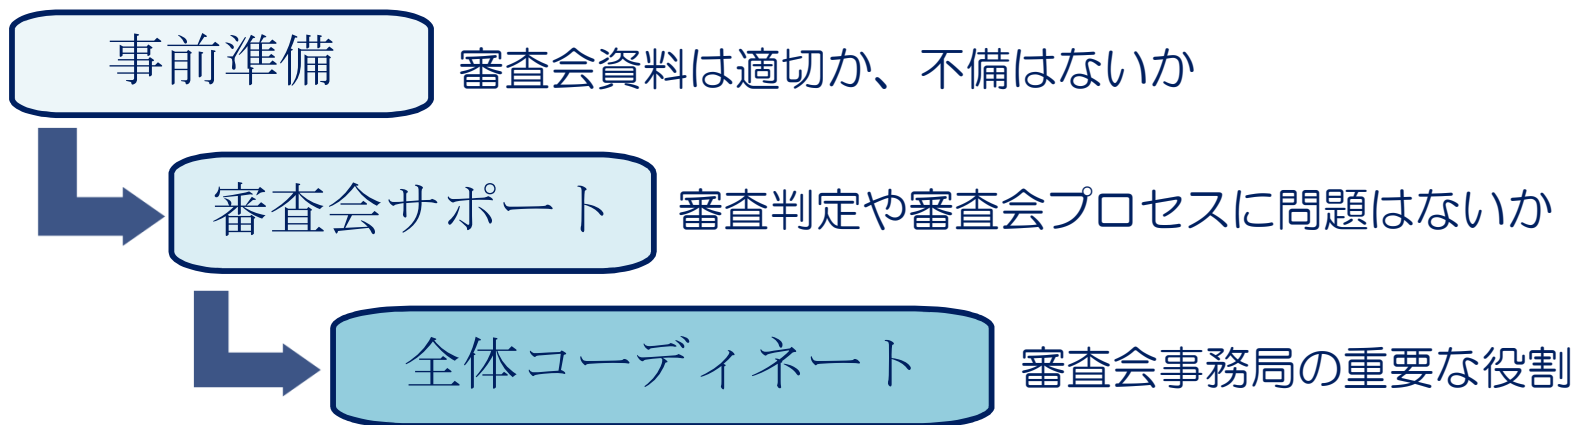 事前準備
審査会資料は適切か、不備はないか
審査会サポート
審査判定や審査会プロセスに問題はないか
全体コーディネート
審査会事務局の重要な役割